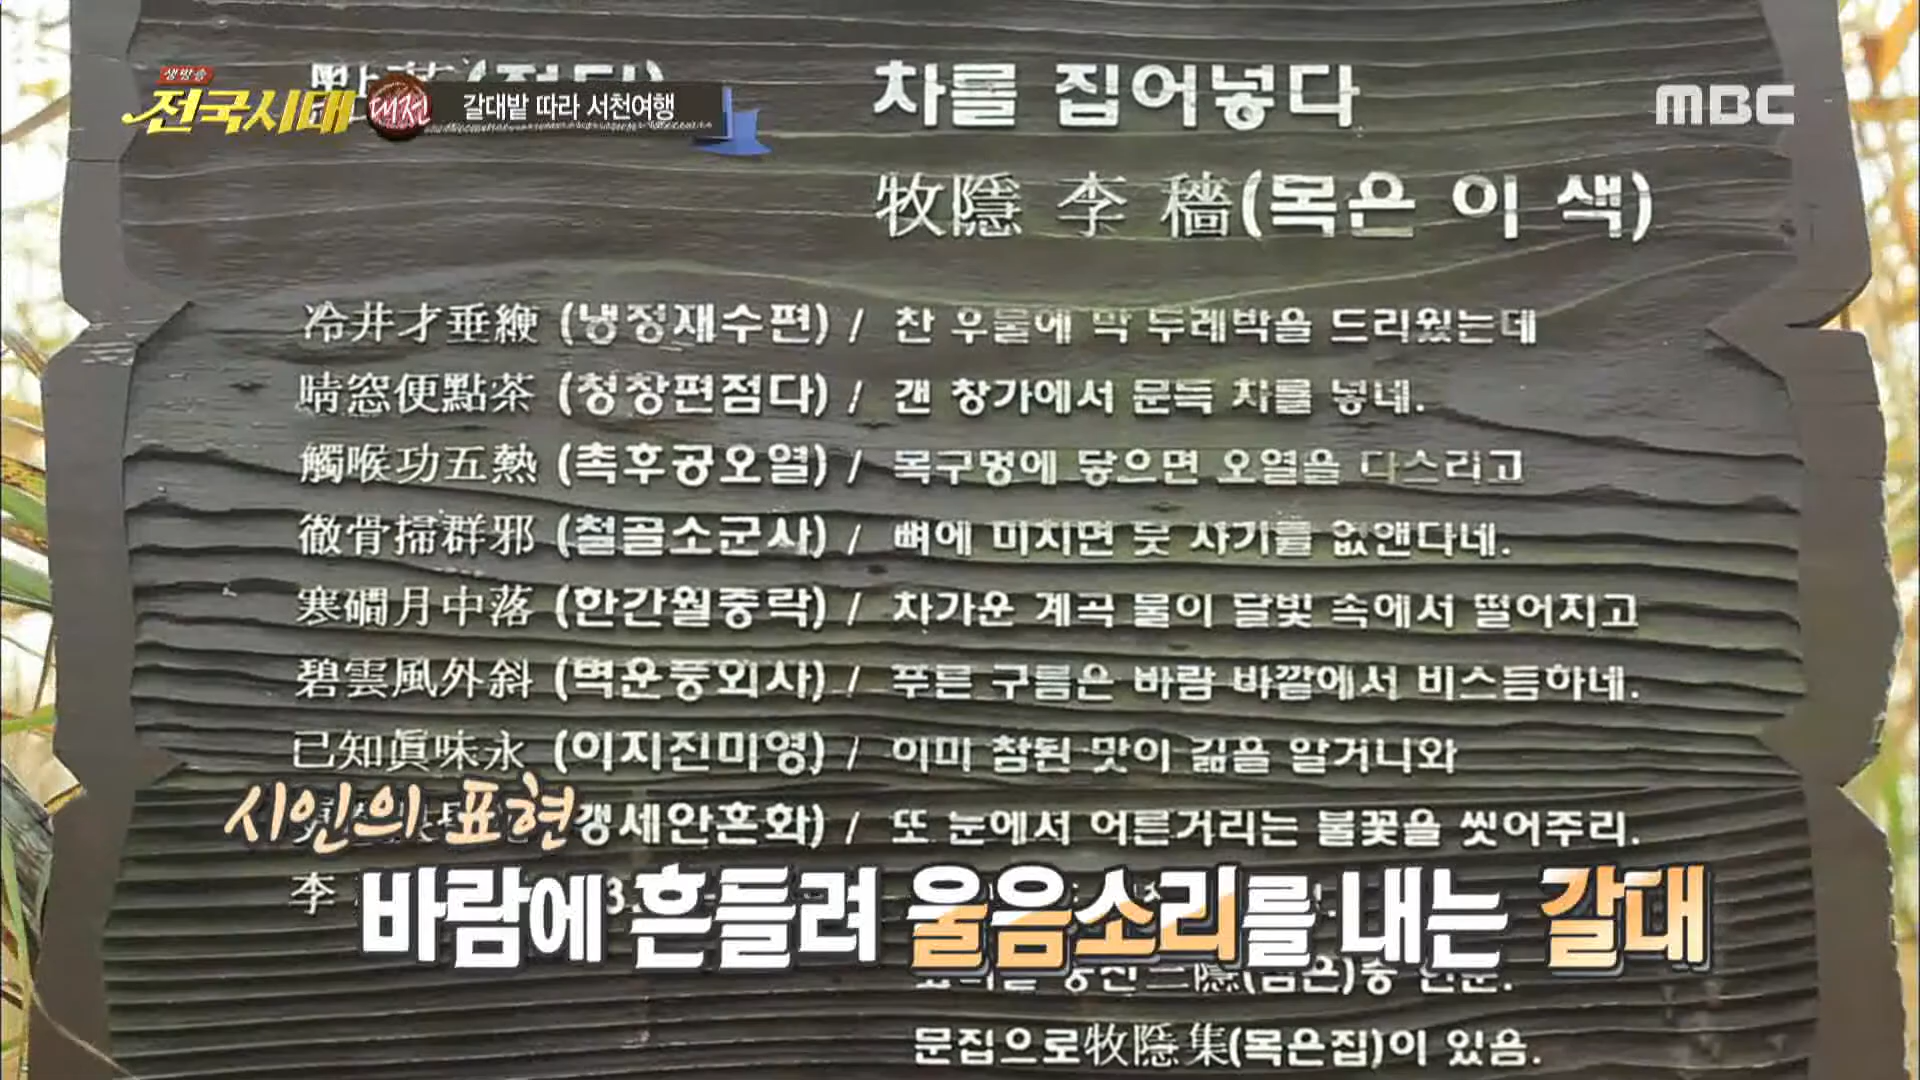 생방송
전국시대 대전 갈대밭 따라 서천여행
MBC
차를 집어넣다
牧隱 李 穡(목은 이 색)
冷井才垂綆 (냉정재수편) / 찬 우물에 막 두레박을 드리웠는데
晴窓便點茶 (청창편점다) / 갠 창가에서 문득 차를 넣네.
觸喉功五熱 (촉후공오열) / 목구멍에 닿으면 오열을 다스리고
徹骨掃群邪 (철골소군사) / 뼈에 미치면 뭇 사기를 없앤다네.
寒磵月中落 (한간월중락) / 차가운 계곡 물이 달빛 속에서 떨어지고
碧雲風外斜 (벽운풍외사) / 푸른 구름은 바람 바깥에서 비스듬하네.
已知眞味永 (이지진미영) / 이미 참된 맛이 긺을 알거니와
갱세안혼화) / 또 눈에서 어른거리는 불꽃을 씻어주리.
시인의 표현
李
바람에 흔들려 울음소리를 내는 갈대
문집으로牧隱集(목은집)이 있음.